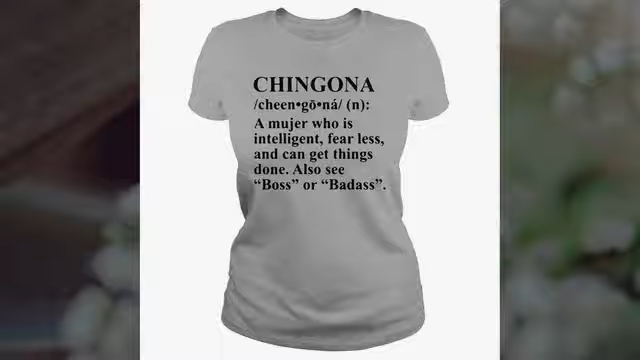 CHINGONA
/cheen•gō•ná/ (n):
A mujer who is
intelligent, fear less,
and can get things
done. Also see
“Boss” or “Badass”.